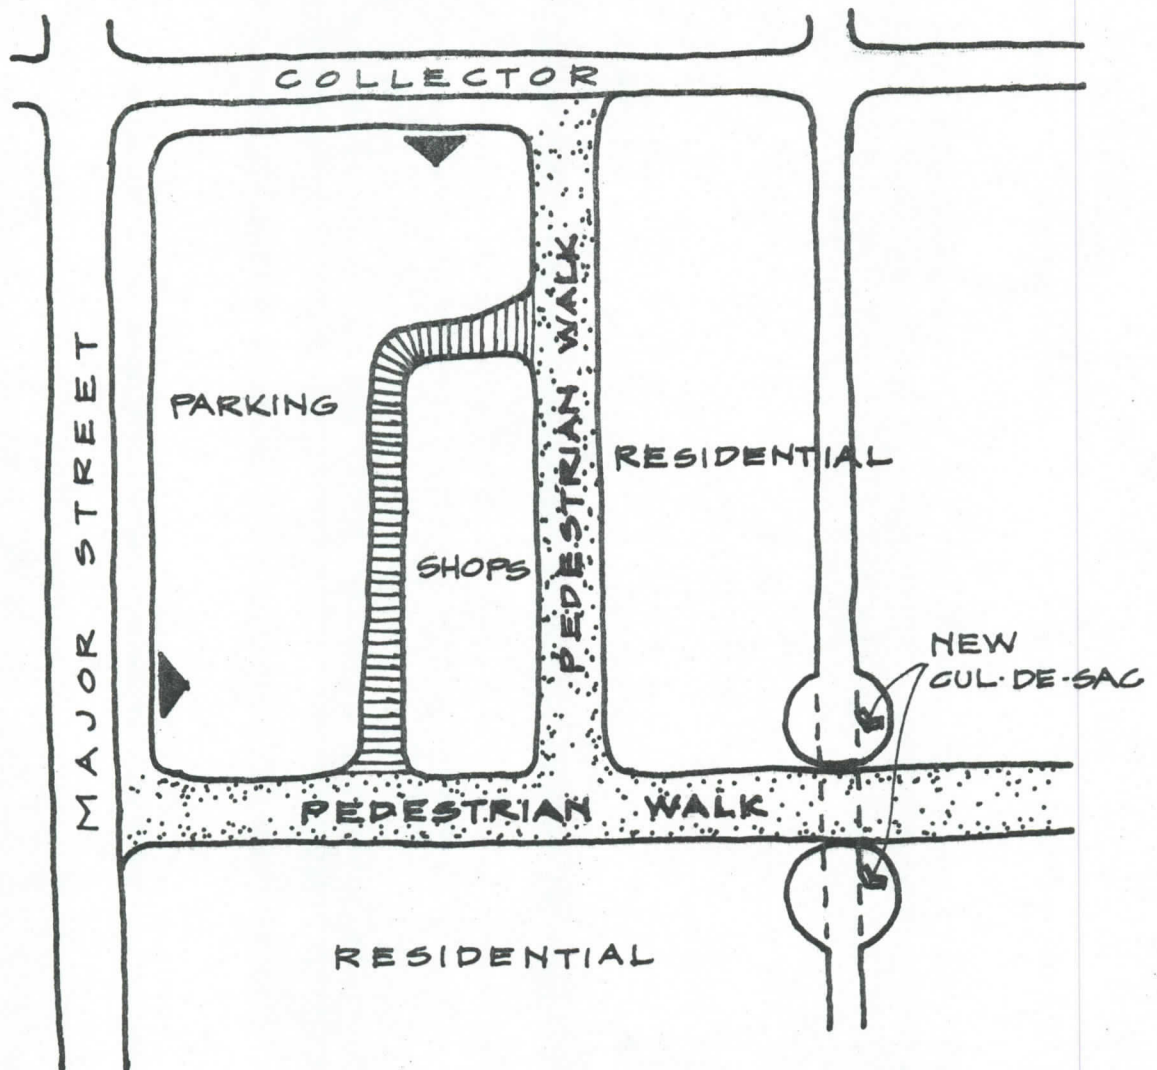 COLLECTOR
MAJOR STREET
PEDESTRIAN WALK
PARKING
RESIDENTIAL
SHOPS
NEW
CUL·DE·SAC
PEDESTRIAN WALK
RESIDENTIAL